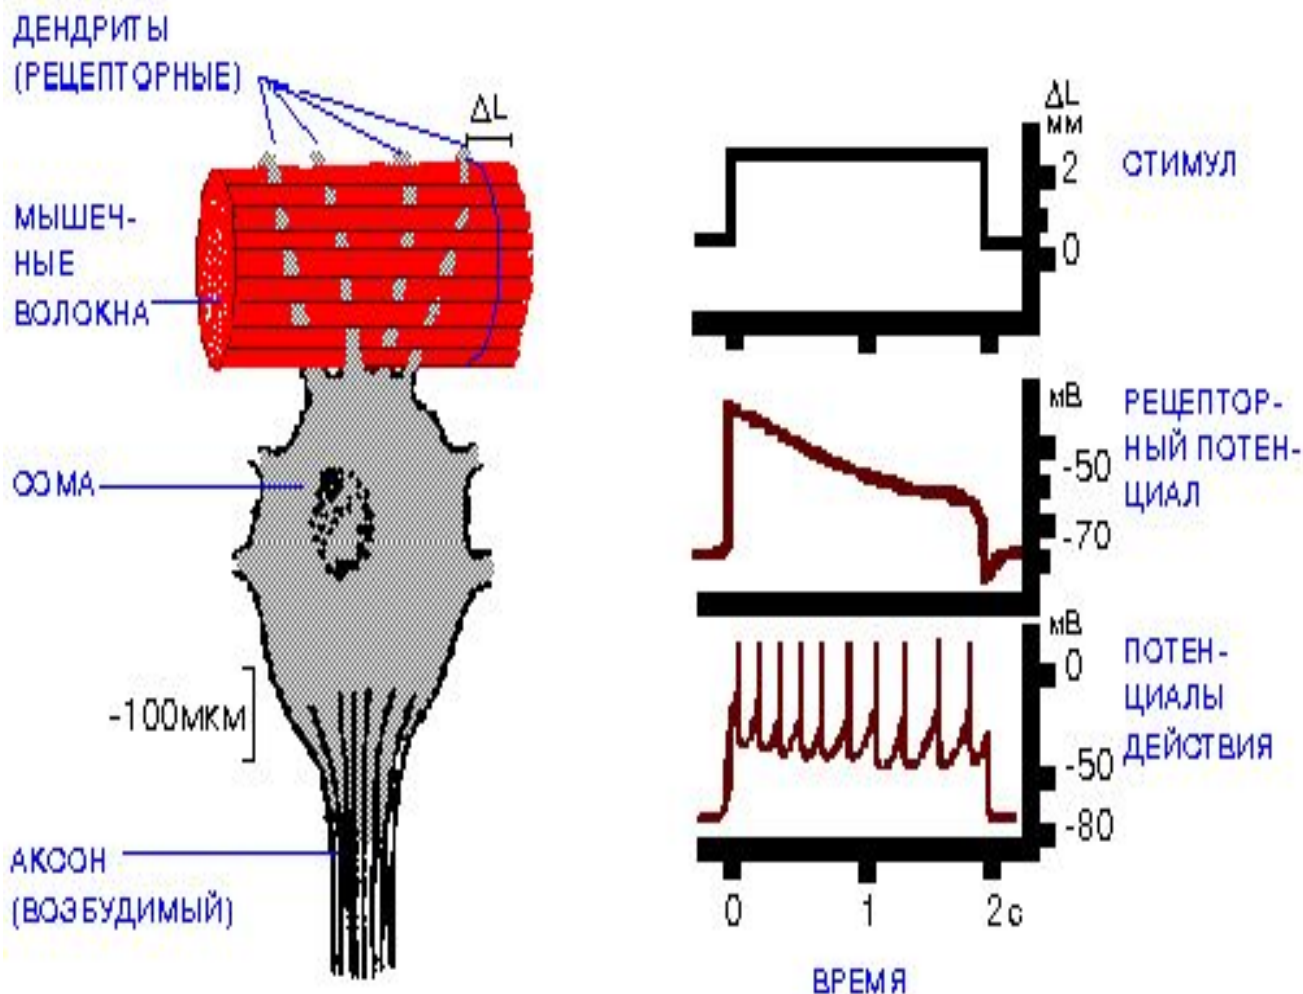 ДЕНДРИТЫ
(РЕЦЕПТОРНЫЕ)
ΔL
МЫШЕЧ-
НЫЕ
ВОЛОКНА
СОМА
-100мкм
АКСОН
(ВОЗБУДИМЫЙ)
ΔL
мм
2
0
СТИМУЛ
мВ
-50
-70
РЕЦЕПТОР-
НЫЙ ПОТЕН-
ЦИАЛ
мВ
0
-50
-80
ПОТЕН-
ЦИАЛЫ
ДЕЙСТВИЯ
0 1 2с
ВРЕМЯ